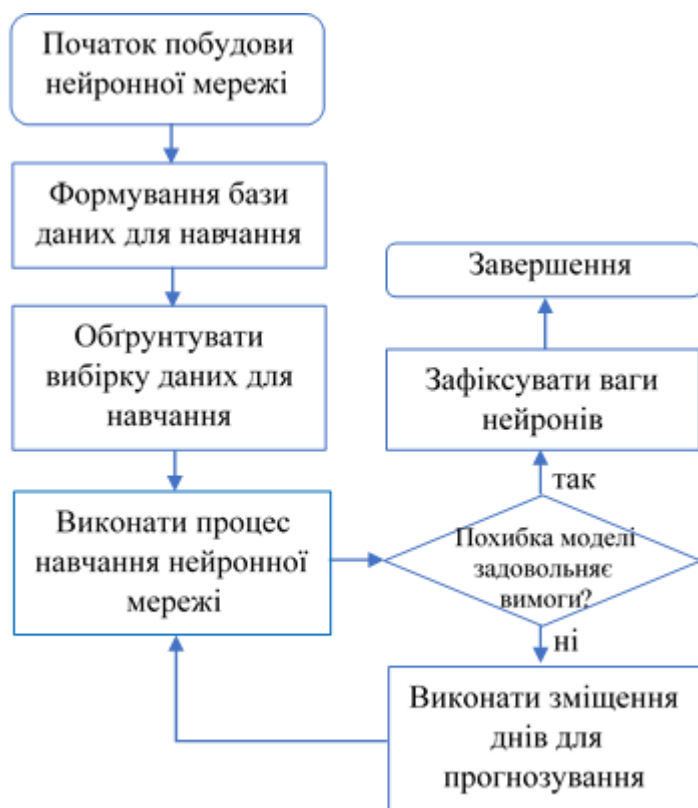 Початок побудови
нейронної мережі
Формування бази
даних для навчання
Обґрунтувати
вибірку даних для
навчання
Виконати процес
навчання нейронної
мережі
Похибка моделі
задовольняє
вимоги?
так
Зафіксувати ваги
нейронів
Завершення
ні
Виконати зміщення
днів для
прогнозування